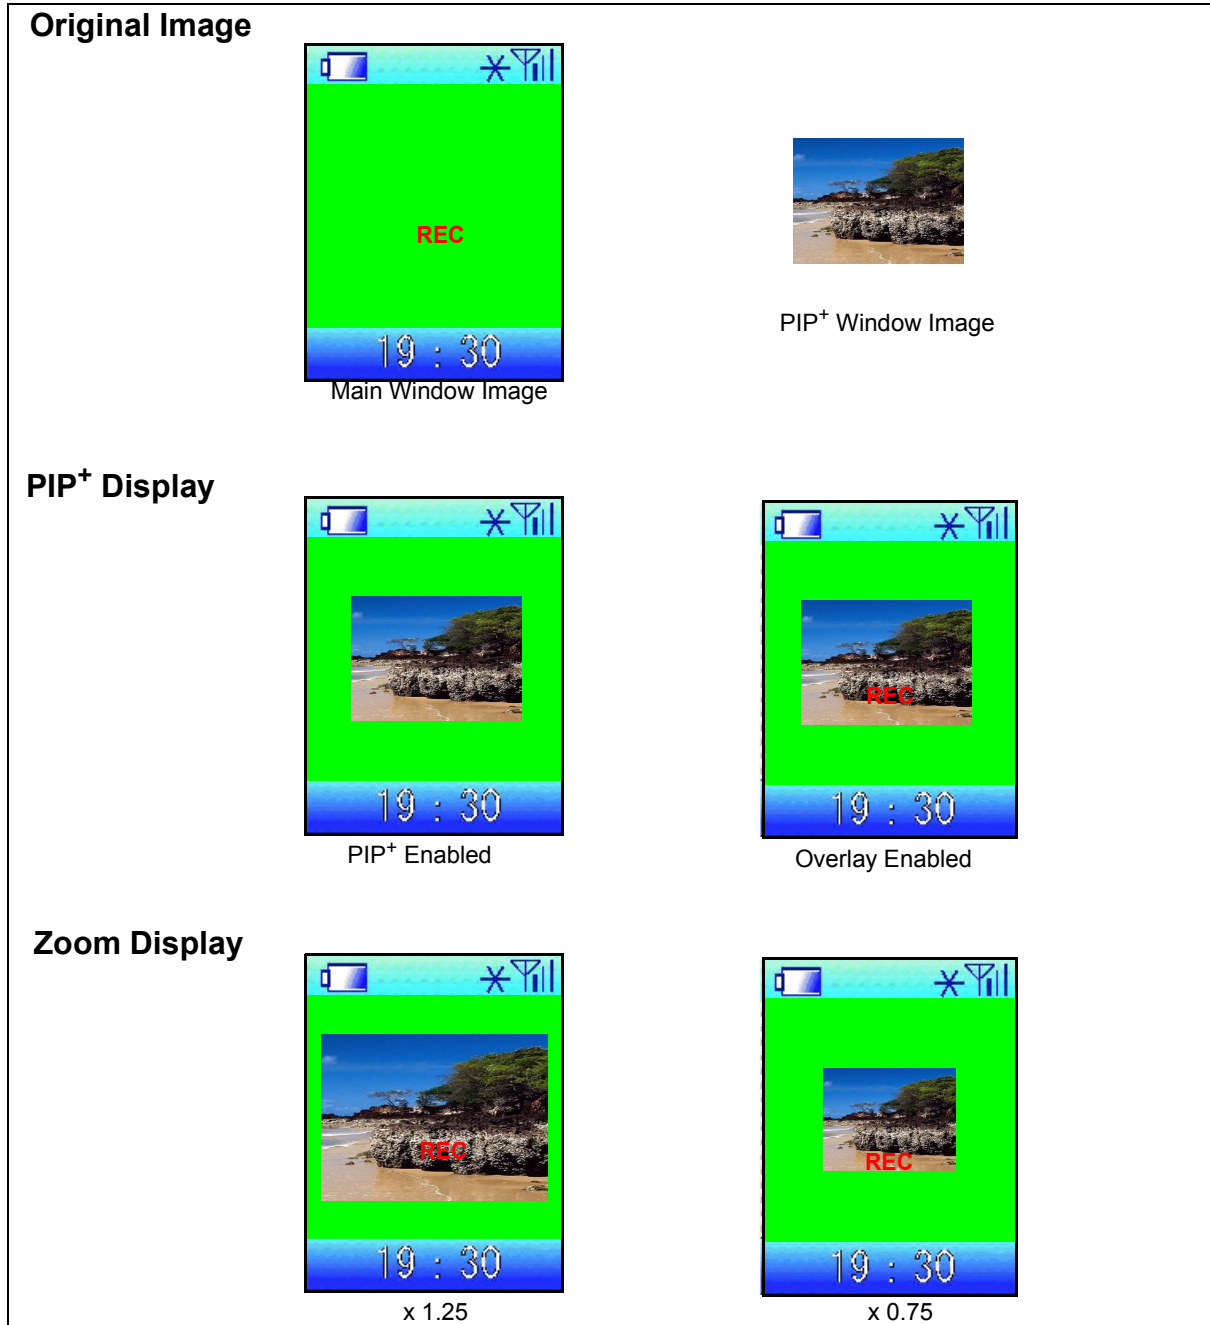 Original Image
REC
19 : 30
Main Window Image
PIP+ Window Image
PIP+ Display
19 : 30
PIP+ Enabled
REC
19 : 30
Overlay Enabled
Zoom Display
REC
19 : 30
x 1.25
REC
19 : 30
x 0.75